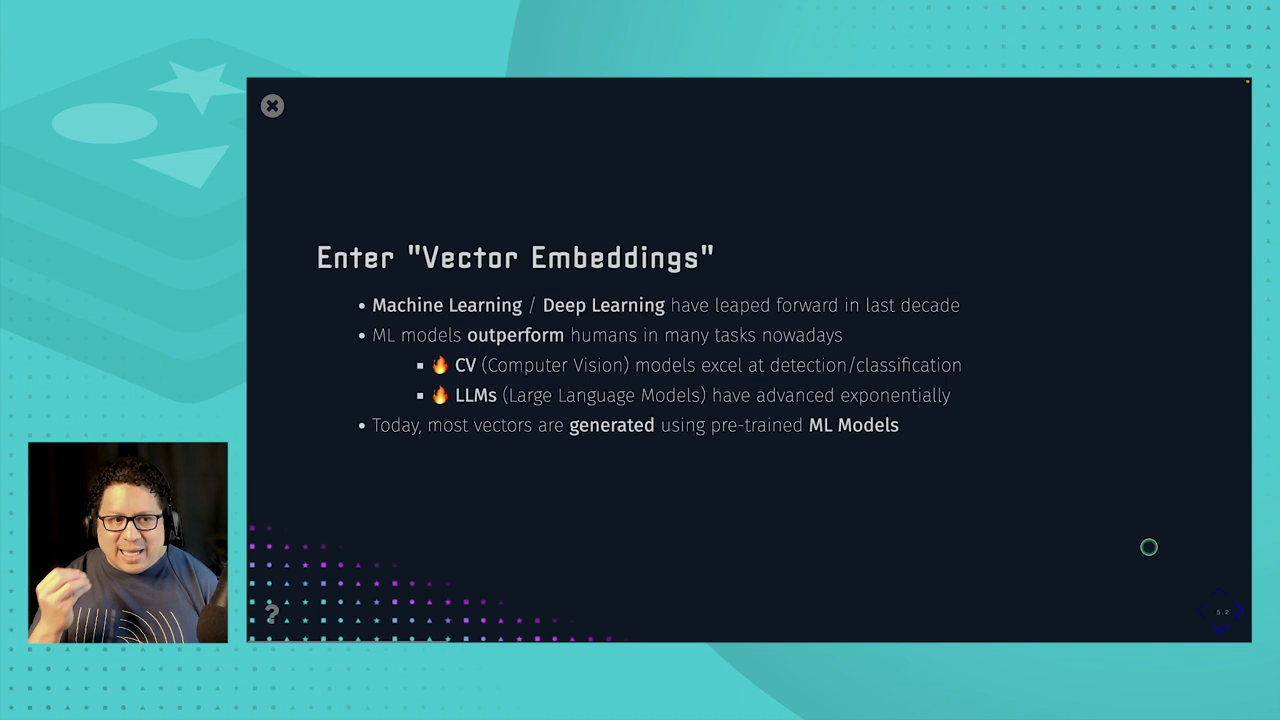 Enter "Vector Embeddings"
• Machine Learning / Deep Learning have leaped forward in last decade
• ML models outperform humans in many tasks nowadays
▪ 🔥 CV (Computer Vision) models excel at detection/classification
▪ 🔥 LLMs (Large Language Models) have advanced exponentially
• Today, most vectors are generated using pre-trained ML Models
?
6.2